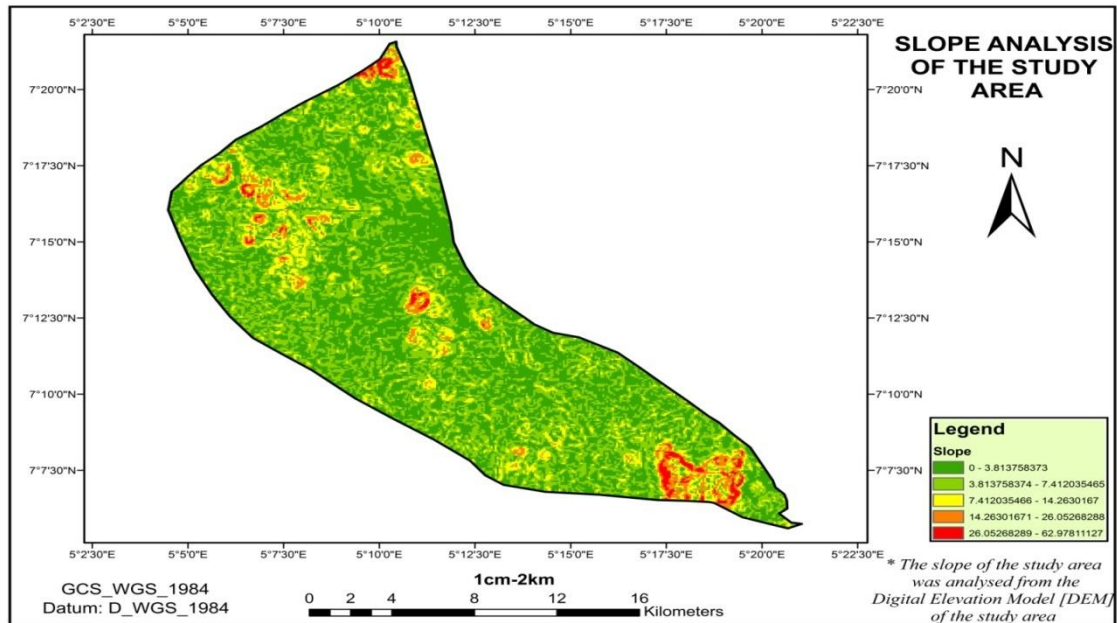 5°2'30"E 5°5'0"E 5°7'30"E 5°10'0"E 5°12'30"E 5°15'0"E 5°17'30"E 5°20'0"E 5°22'30"E
SLOPE ANALYSIS
OF THE STUDY
AREA
N
7°20'0"N 7°20'0"N
7°17'30"N 7°17'30"N
7°15'0"N 7°15'0"N
7°12'30"N 7°12'30"N
7°10'0"N 7°10'0"N
7°7'30"N 7°7'30"N
Legend
Slope
0 - 3.813758373
3.813758374 - 7.412035465
7.412035466 - 14.2630167
14.26301671 - 26.05268288
26.05268289 - 62.97811127
5°2'30"E 5°5'0"E 5°7'30"E 5°10'0"E 5°12'30"E 5°15'0"E 5°17'30"E 5°20'0"E 5°22'30"E
* The slope of the study area
was analysed from the
Digital Elevation Model [DEM]
of the study area
GCS_WGS_1984
Datum: D_WGS_1984
1cm-2km
0 2 4 8 12 16
Kilometers